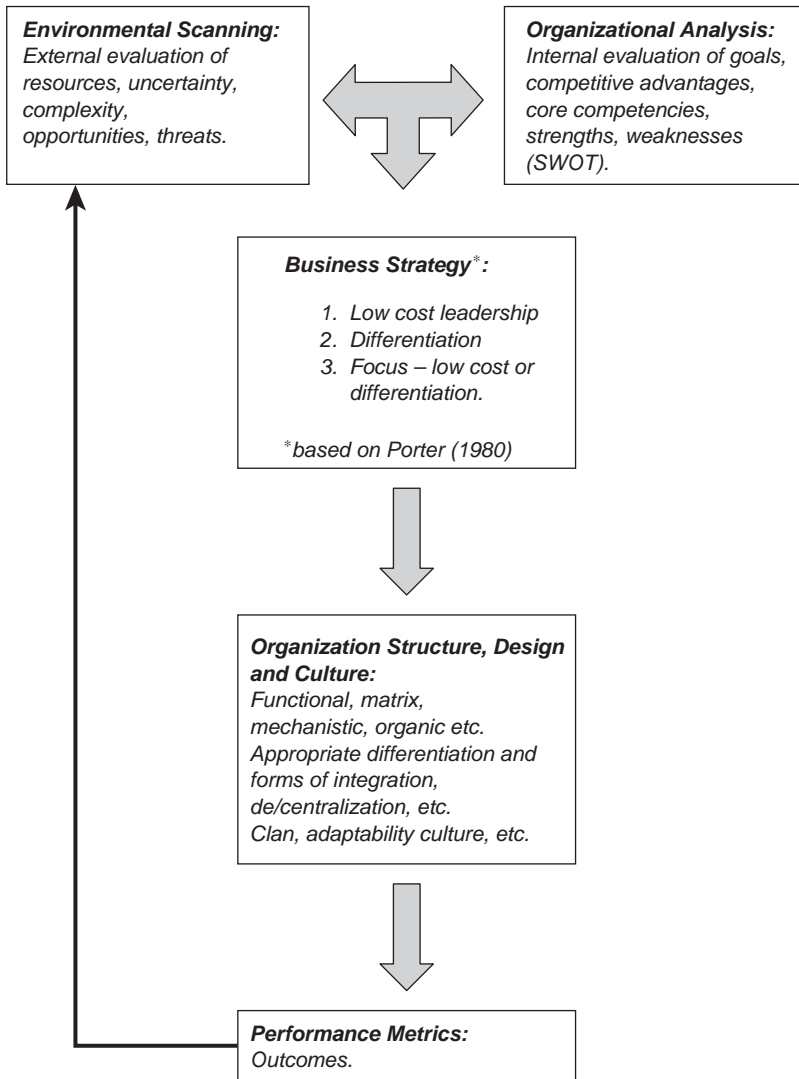 Environmental Scanning:
External evaluation of
resources, uncertainty,
complexity,
opportunities, threats.
Organizational Analysis:
Internal evaluation of goals,
competitive advantages,
core competencies,
strengths, weaknesses
(SWOT).
Business Strategy*:
1. Low cost leadership
2. Differentiation
3. Focus – low cost or
differentiation.
*based on Porter (1980)
Organization Structure, Design
and Culture:
Functional, matrix,
mechanistic, organic etc.
Appropriate differentiation and
forms of integration,
de/centralization, etc.
Clan, adaptability culture, etc.
Performance Metrics:
Outcomes.